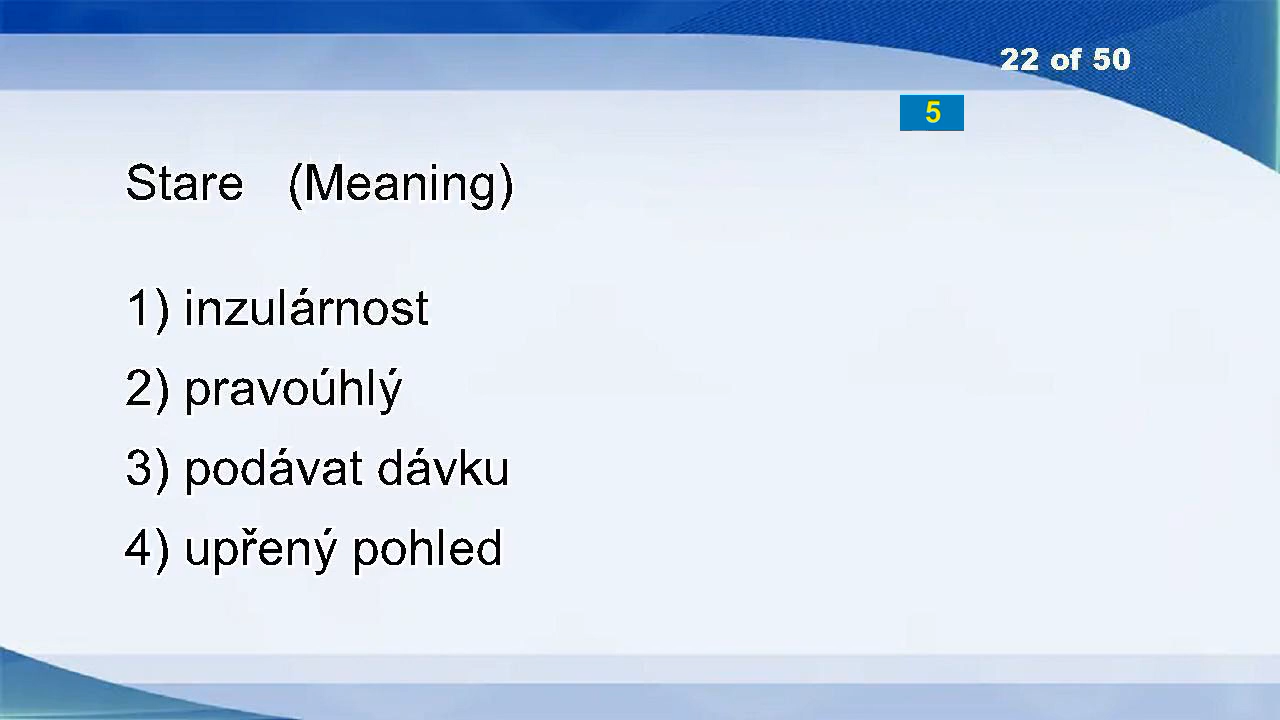 22 of 50
5
Stare (Meaning)
1) inzulárnost
2) pravoúhlý
3) podávat dávku
4) upřený pohled